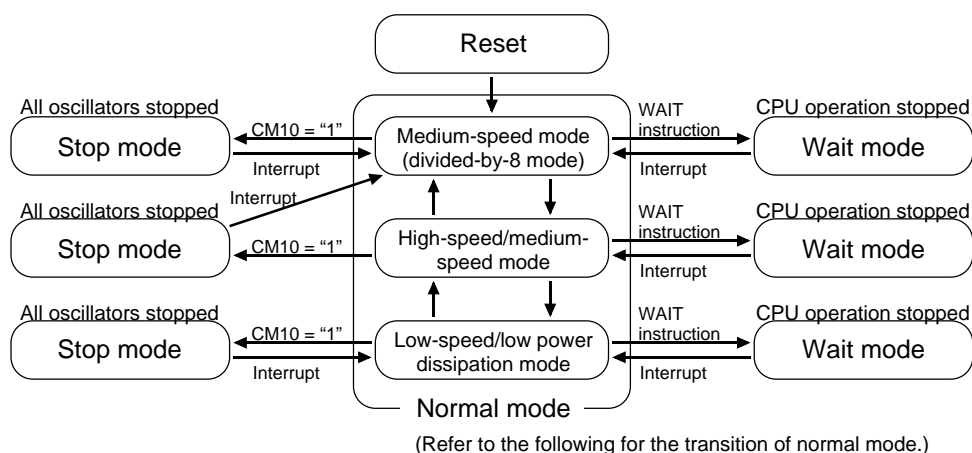 Reset
All oscillators stopped
CM10 = “1”
Stop mode
Interrupt
Medium-speed mode
(divided-by-8 mode)
WAIT
instruction
CPU operation stopped
Wait mode
Interrupt
Interrupt
All oscillators stopped
Stop mode
CM10 = “1”
High-speed/medium-
speed mode
WAIT
instruction
CPU operation stopped
Wait mode
Interrupt
All oscillators stopped
Stop mode
CM10 = “1”
Interrupt
Low-speed/low power
dissipation mode
WAIT
instruction
CPU operation stopped
Wait mode
Interrupt
Normal mode
(Refer to the following for the transition of normal mode.)